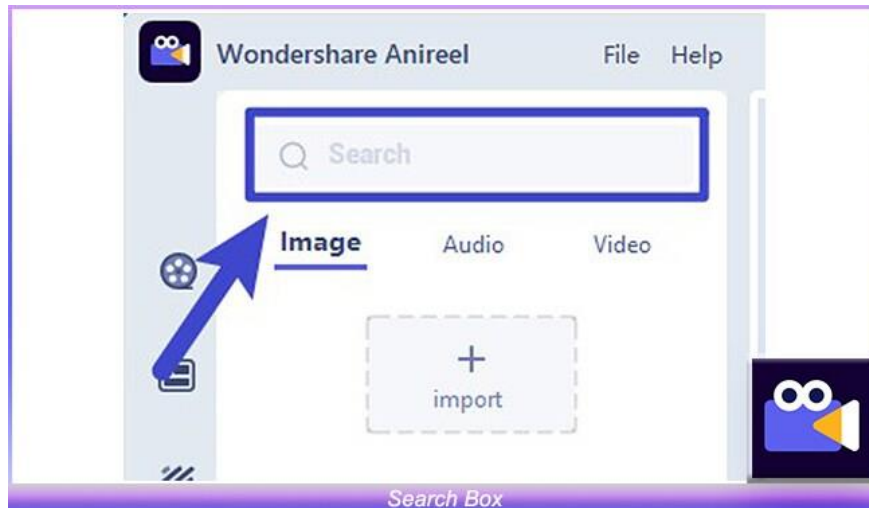 Wondershare Anireel File Help
Search
Image Audio Video
+
import
Search Box